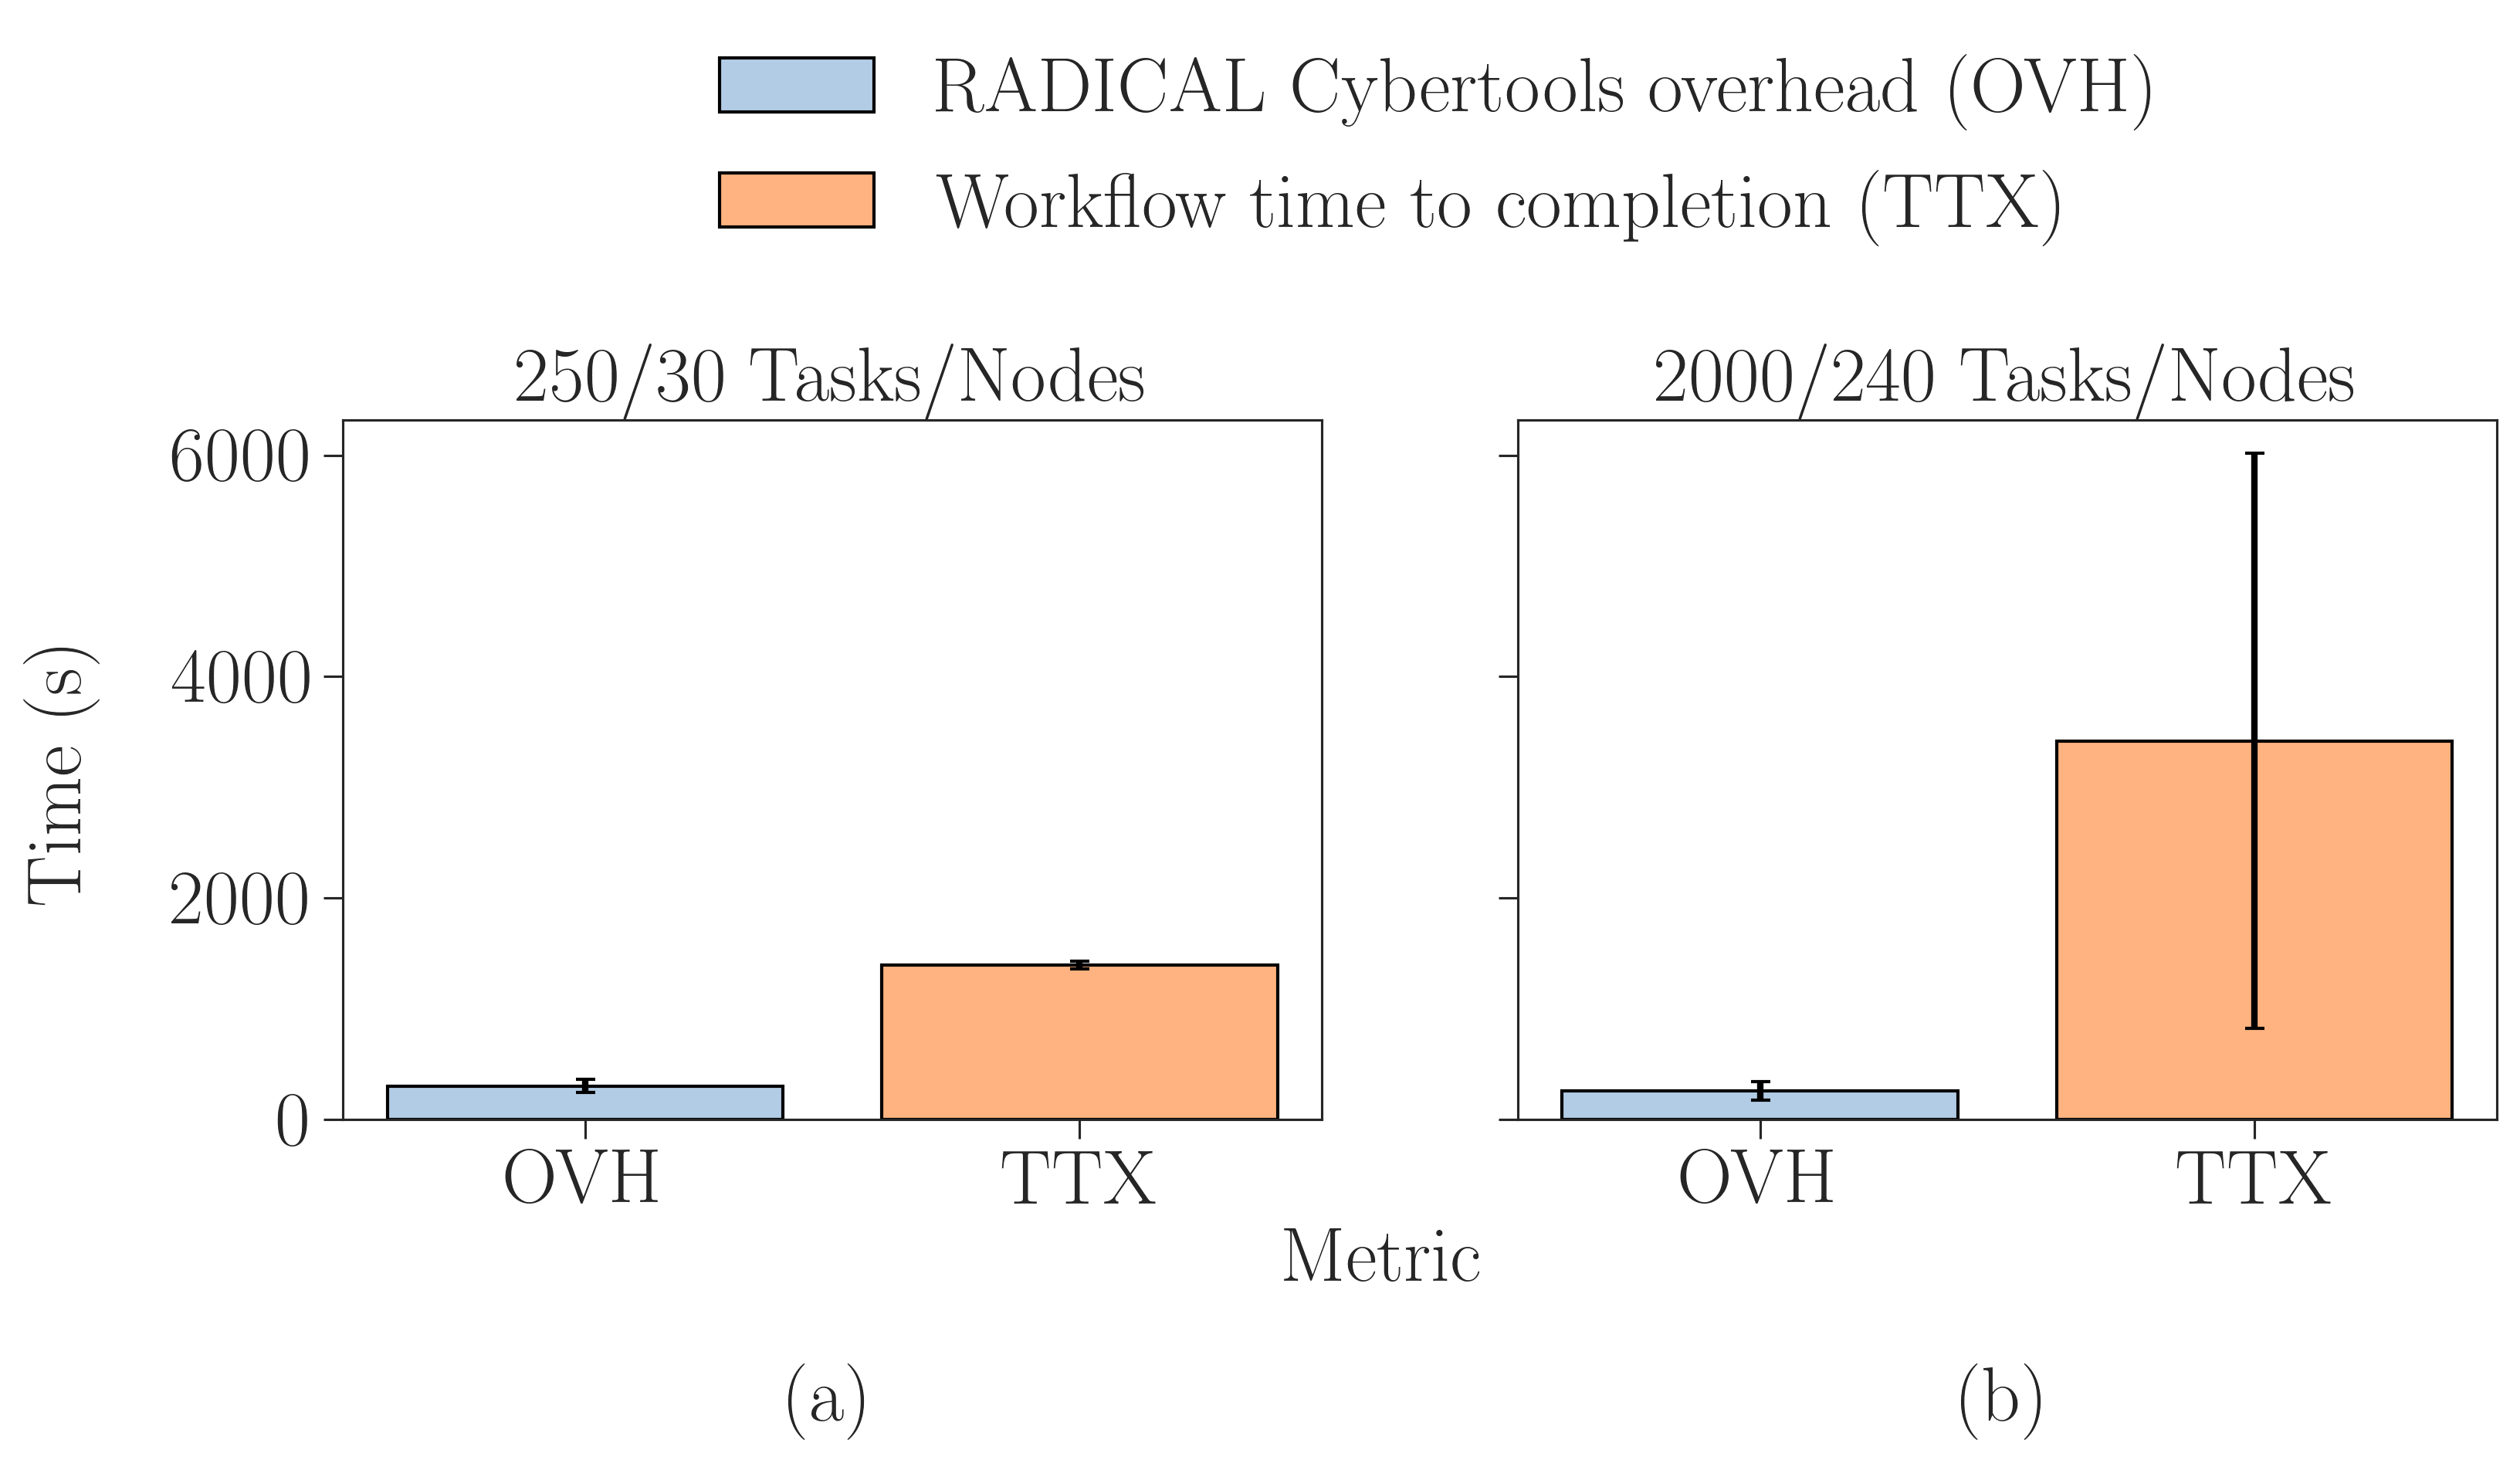 RADICAL Cybertools overhead (OVH)
Workflow time to completion (TTX)
250/30 Tasks/Nodes
2000/240 Tasks/Nodes
Time (s)
6000
4000
2000
0
OVH
TTX
OVH
TTX
Metric
(a)
(b)